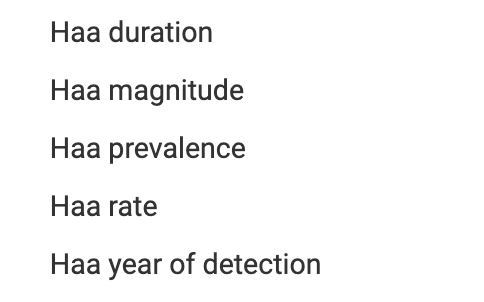 Haa duration
Haa magnitude
Haa prevalence
Haa rate
Haa year of detection